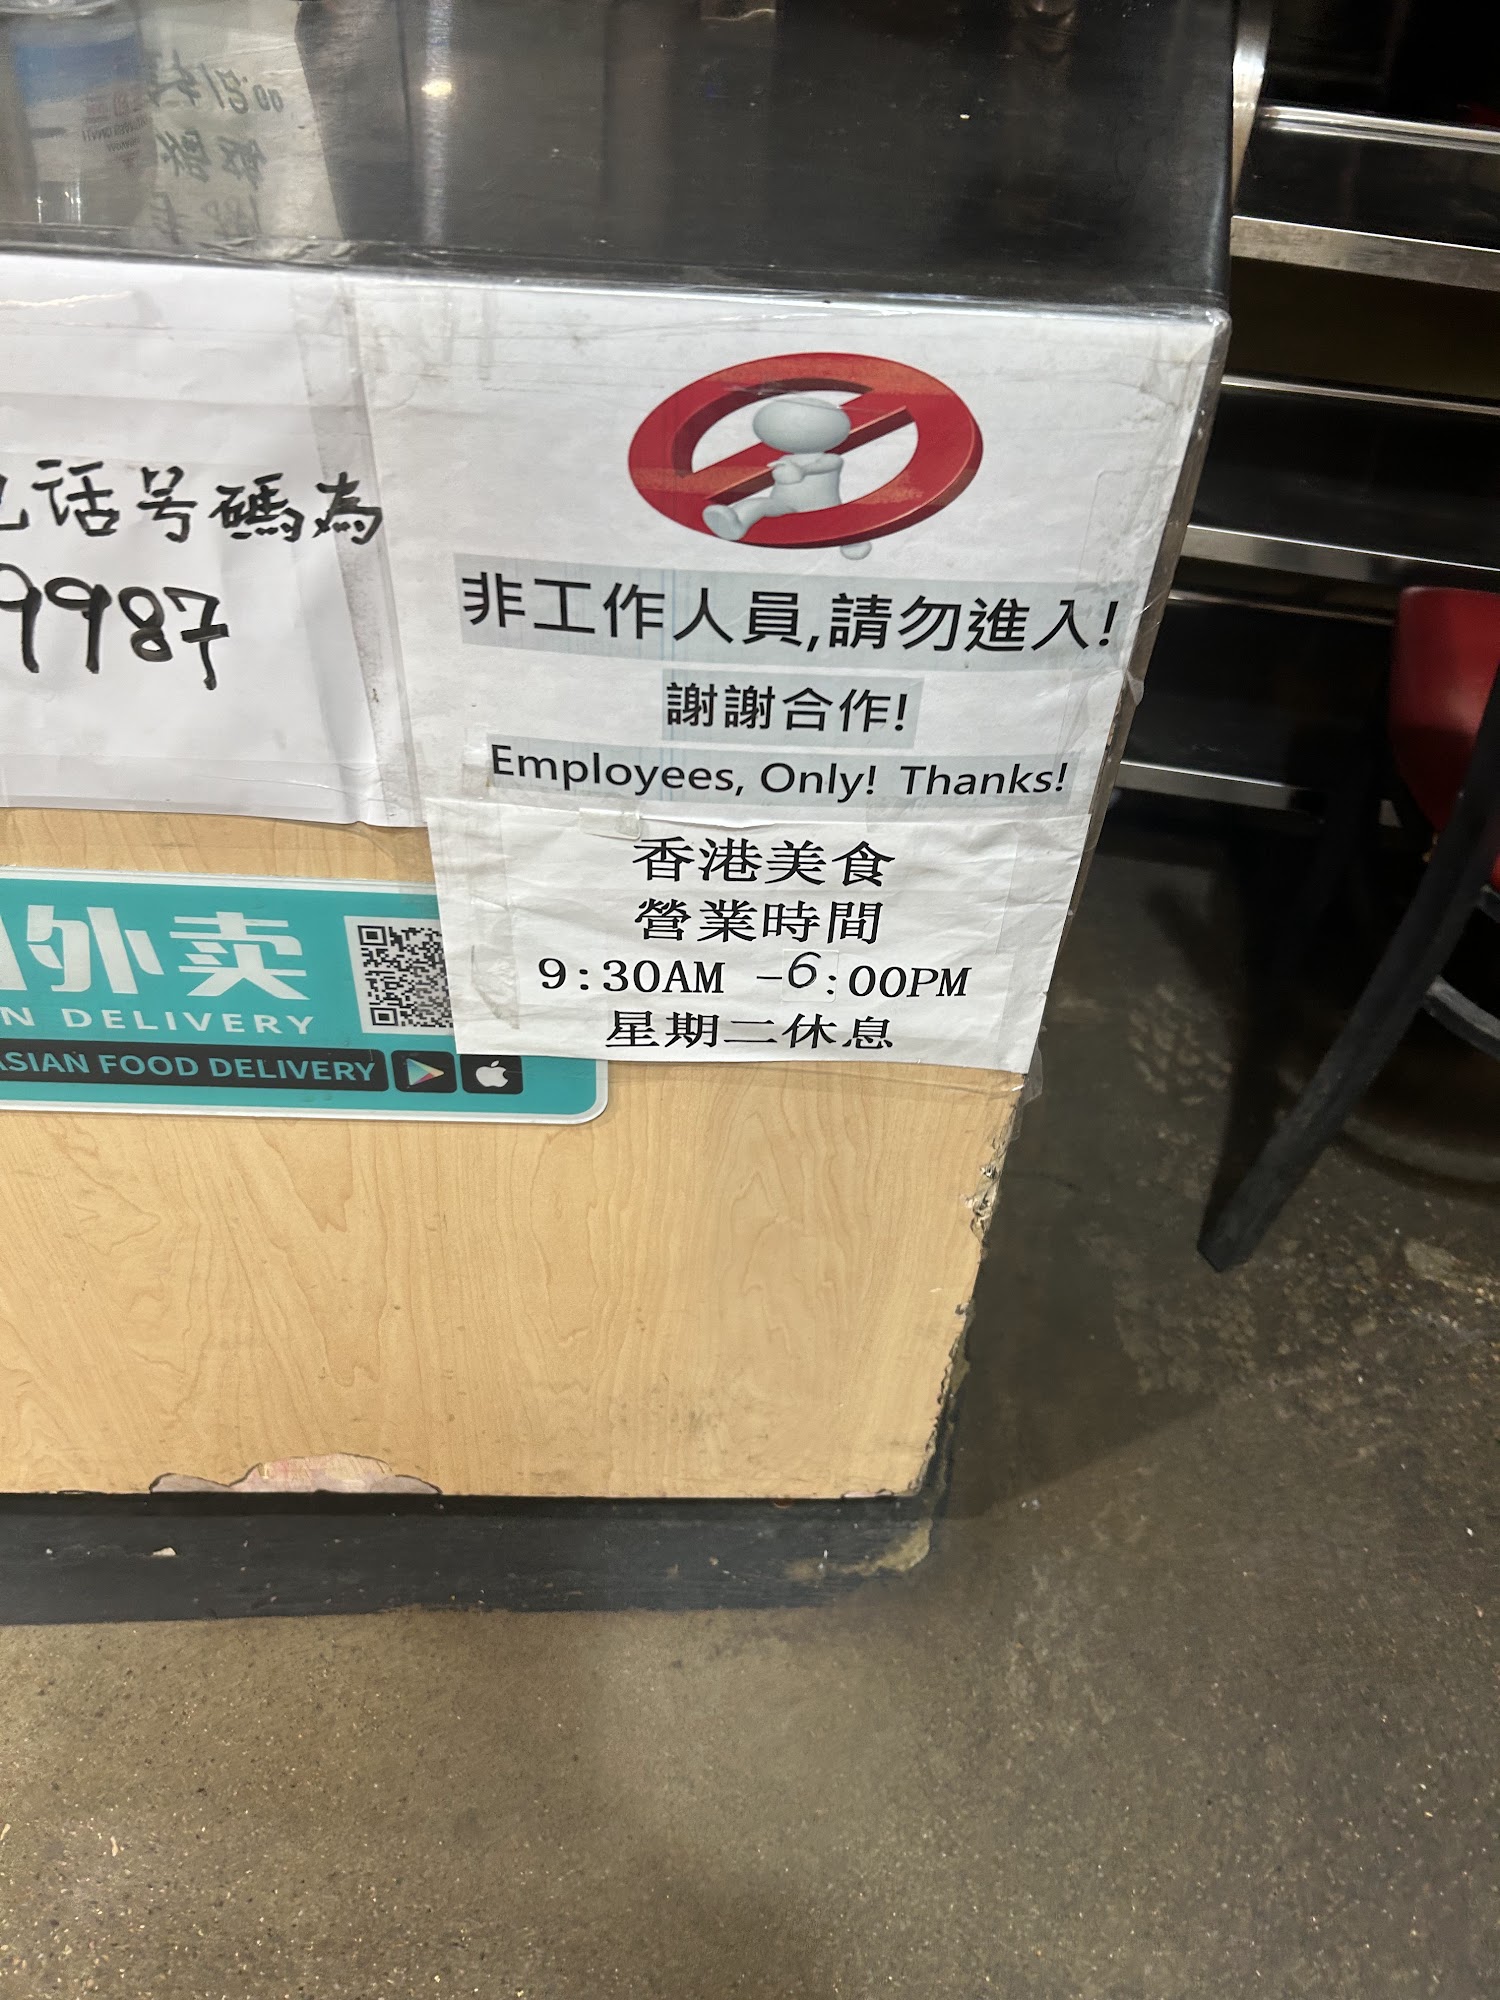 话号碼為
9987
非工作人員,請勿進入!
謝謝合作!
Employees, Only! Thanks!
香港美食
營業時間
9:30AM -6:00PM
星期二休息
外卖
DELIVERY
ASIAN FOOD DELIVERY